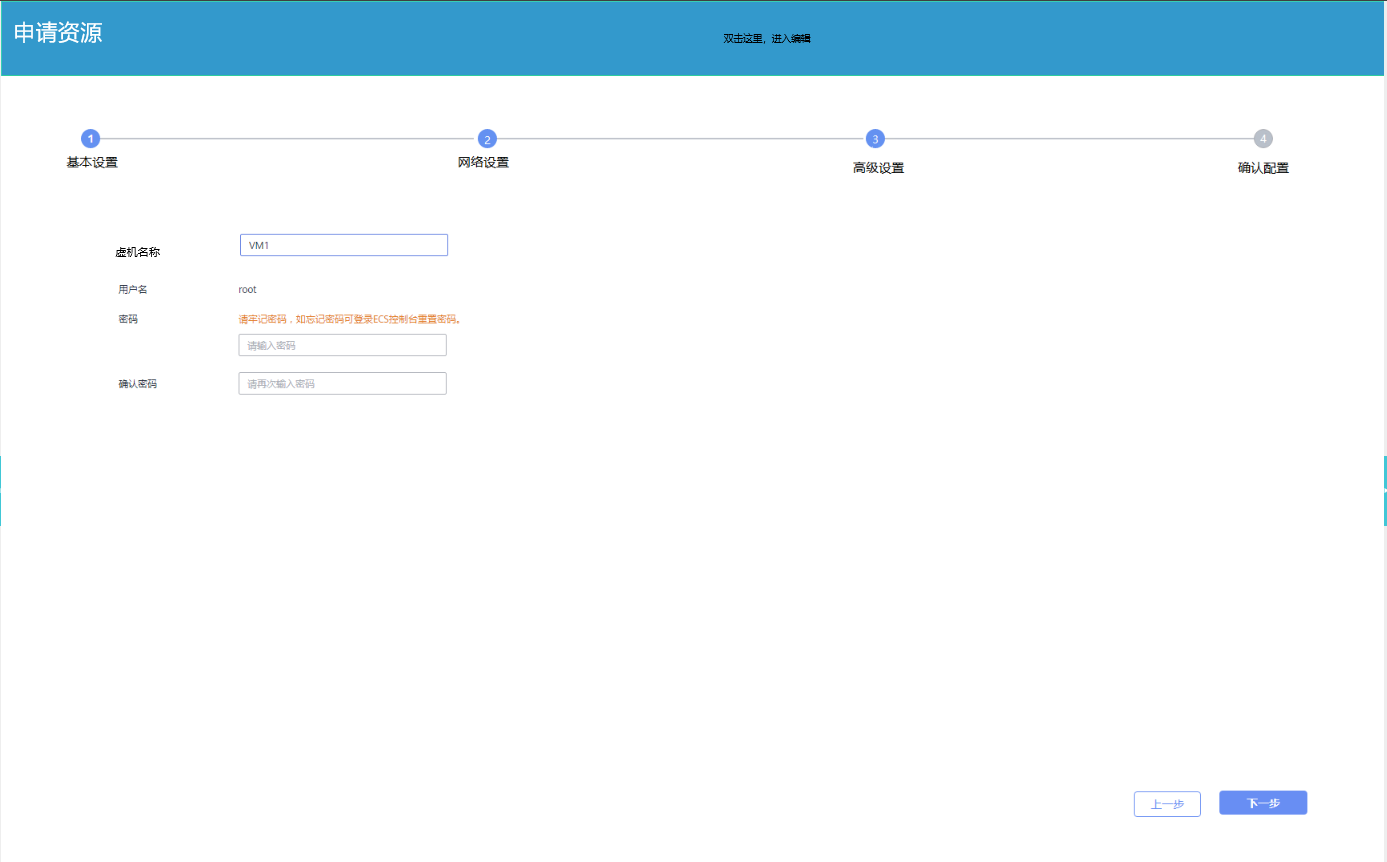 申请资源
双击这里，进入编辑
1
2
3
4
基本设置
网络设置
高级设置
确认配置
虚机名称
VM1
用户名
root
密码
请牢记密码，如忘记密码可登录ECS控制台重置密码。
请输入密码
确认密码
请再次输入密码
上一步
下一步